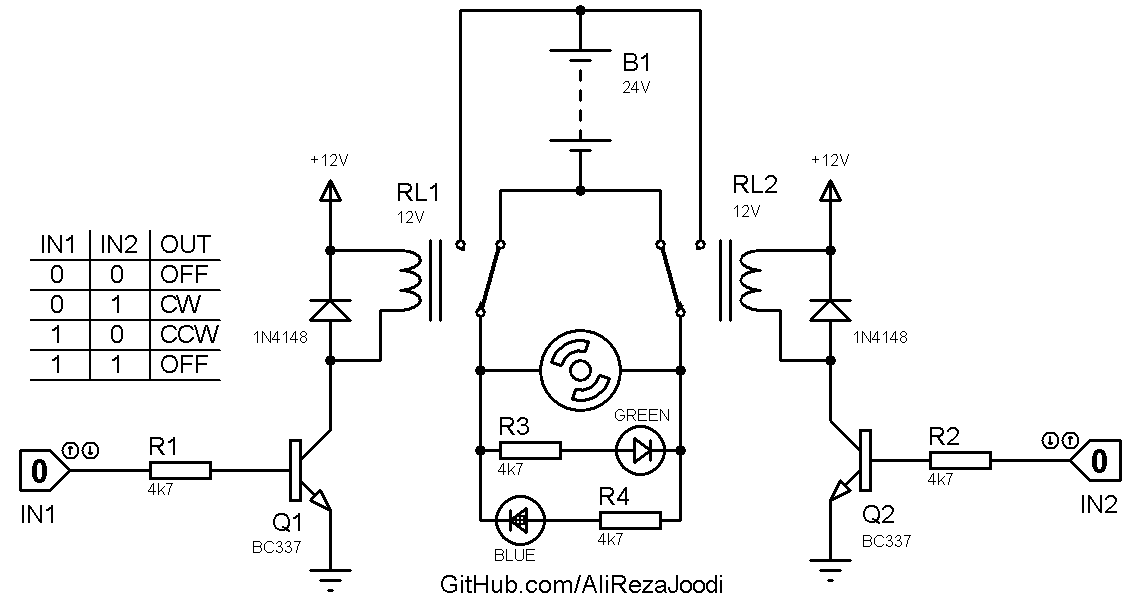 B1
24V
+12V
+12V
RL1
12V
RL2
12V
IN1 IN2 OUT
0 0 OFF
0 1 CW
1 0 CCW
1 1 OFF
1N4148
1N4148
GREEN
R3
4k7
R1
4k7
R2
4k7
0
IN1
0
IN2
R4
4k7
BLUE
Q1
BC337
Q2
BC337
GitHub.com/AliRezaJoodi